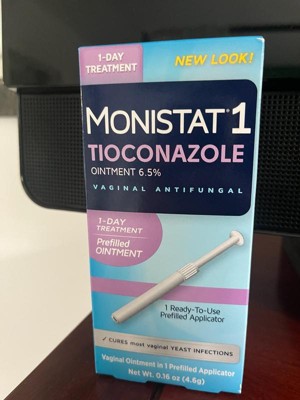 1-DAY
TREATMENT
NEW LOOK!
MONISTAT® 1
TIOCONAZOLE
OINTMENT 6.5%
VAGINAL ANTIFUNGAL
1-DAY
TREATMENT
Prefilled
OINTMENT
1 Ready-To-Use
Prefilled Applicator
✓ CURES most vaginal YEAST INFECTIONS
Vaginal Ointment in 1 Prefilled Applicator
Net Wt. 0.16 oz (4.6g)